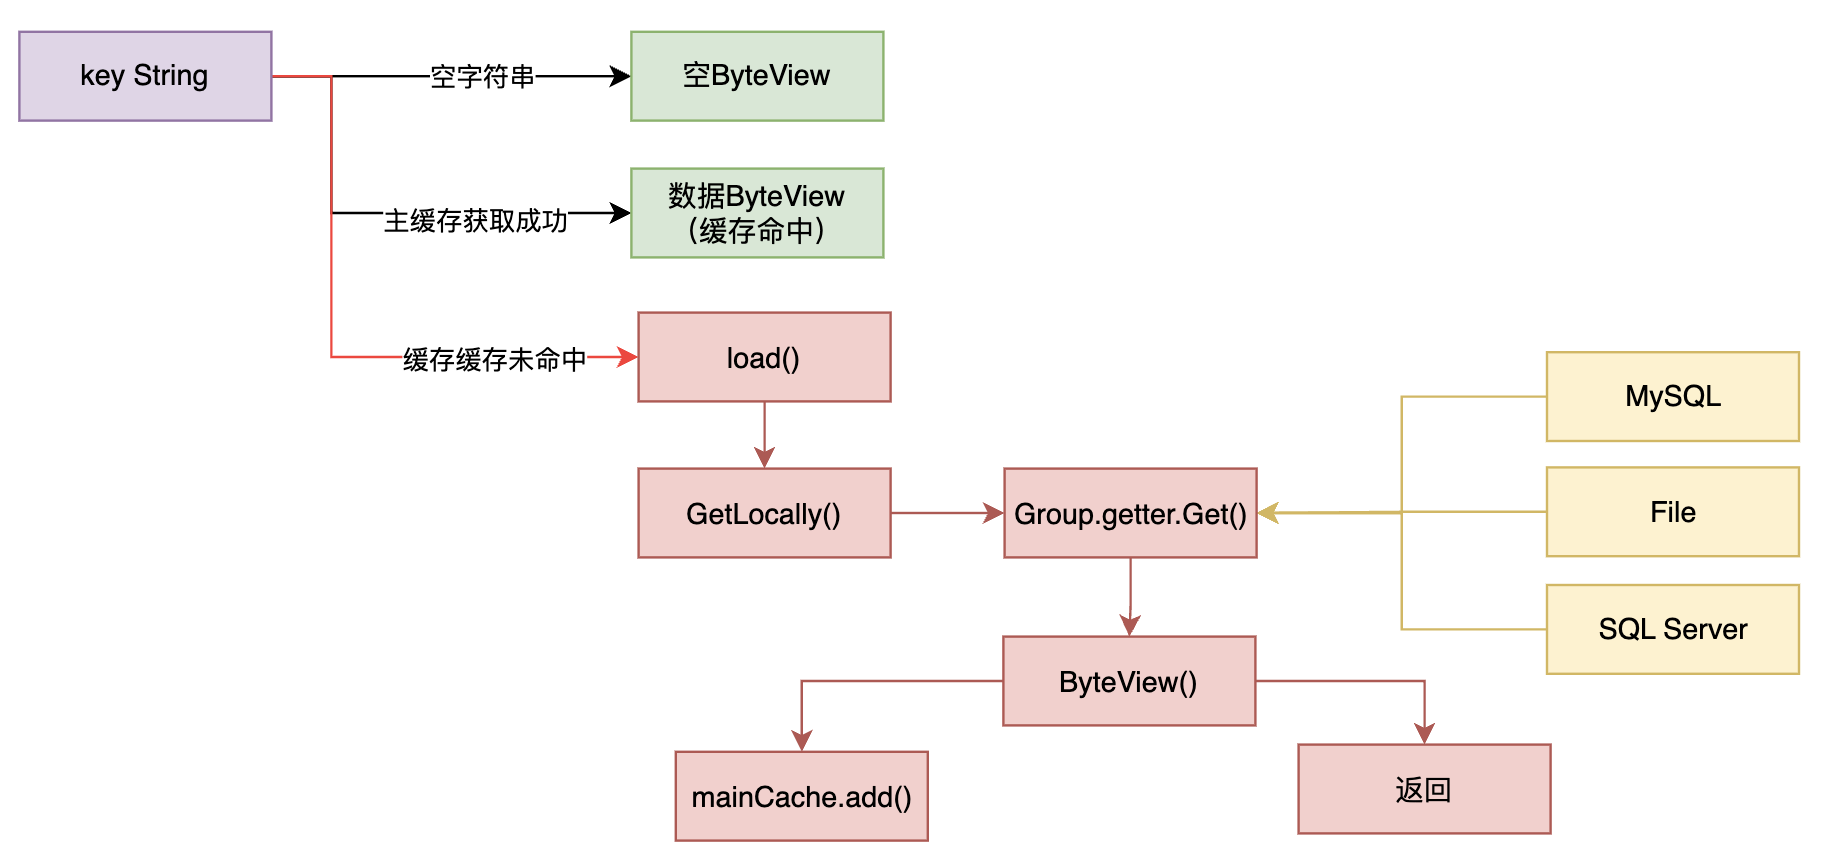 key String
空字符串
空ByteView
主缓存获取成功
数据ByteView
（缓存命中）
缓存缓存未命中
load()
GetLocally()
Group.getter.Get()
MySQL
File
SQL Server
ByteView()
mainCache.add()
返回